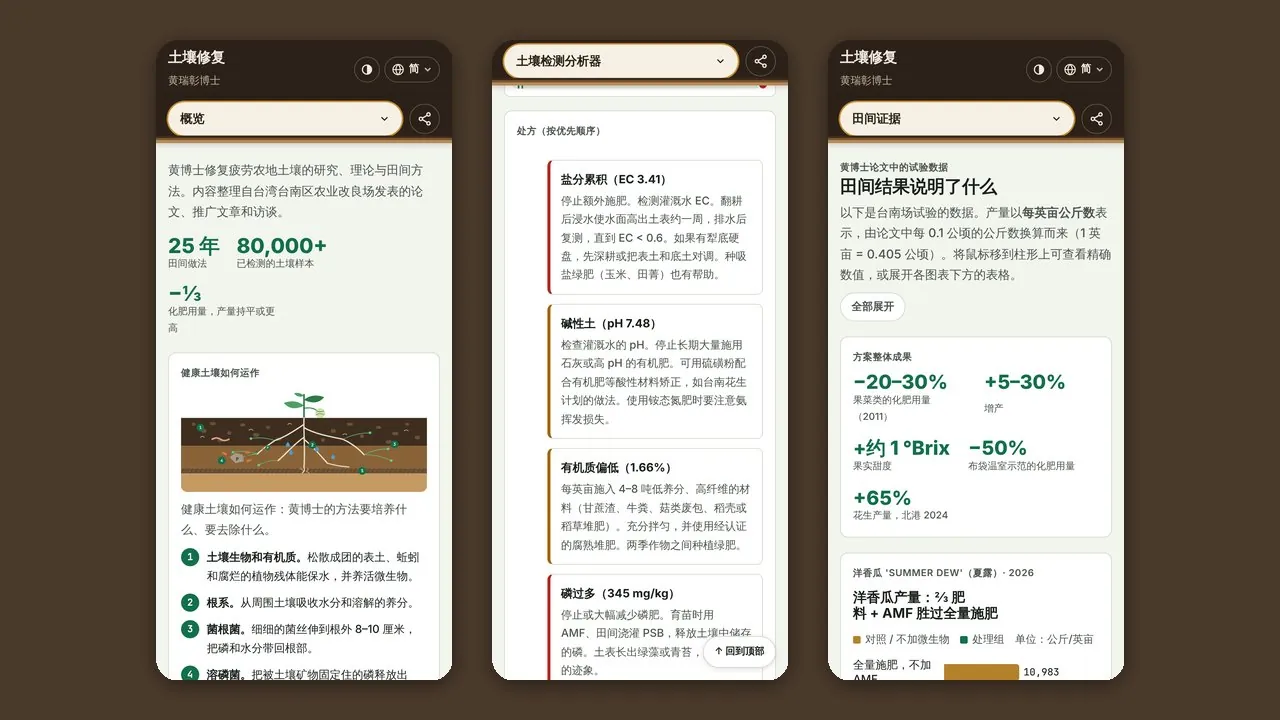 土壤修复
黄瑞彰博士
简
概览
黄博士修复疲劳农地土壤的研究、理论与田间方
法。内容整理自台湾台南区农业改良场发表的论
文、推广文章和访谈。
25 年
田间做法
80,000+
已检测的土壤样本
−⅓
化肥用量，产量持平或更
高
健康土壤如何运作
健康土壤如何运作：黄博士的方法要培养什
么、要去除什么。
1 土壤生物和有机质。松散成团的表土、蚯蚓
和腐烂的植物残体能保水，并养活微生物。
2 根系。从周围土壤吸收水分和溶解的养分。
3 菌根菌。细细的菌丝伸到根外 8–10 厘米，
把磷和水分带回根部。
4 溶磷菌。把被土壤矿物固定住的磷释放出
土壤检测分析器
处方（按优先顺序）
盐分累积（EC 3.41）
停止额外施肥。检测灌溉水 EC。翻耕
后浸水使水面高出土表约一周，排水后
复测，直到 EC < 0.6。如果有犁底硬
盘，先深耕或把表土和底土对调。种吸
盐绿肥（玉米、田菁）也有帮助。
碱性土（pH 7.48）
检查灌溉水的 pH。停止长期大量施用
石灰或高 pH 的有机肥。可用硫磺粉配
合有机肥等酸性材料矫正，如台南花生
计划的做法。使用铵态氮肥时要注意氨
挥发损失。
有机质偏低（1.66%）
每英亩施入 4–8 吨低养分、高纤维的材
料（甘蔗渣、牛粪、菇类废包、稻壳或
稻草堆肥）。充分拌匀，并使用经认证
的腐熟堆肥。两季作物之间种植绿肥。
磷过多（345 mg/kg）
停止或大幅减少磷肥。育苗时用
AMF、田间浇灌 PSB，释放土壤中储存
的磷。土表长出绿藻或青苔，
的迹象。
↑ 回到顶部
土壤修复
黄瑞彰博士
简
田间证据
黄博士论文中的试验数据
田间结果说明了什么
以下是台南场试验的数据。产量以每英亩公斤数表
示，由论文中每 0.1 公顷的公斤数换算而来（1 英
亩 = 0.405 公顷）。将鼠标移到柱形上可查看精确
数值，或展开各图表下方的表格。
全部展开
方案整体成果
−20–30%
果菜类的化肥用量
（2011）
+5–30%
增产
+约 1 °Brix
果实甜度
−50%
布袋温室示范的化肥用量
+65%
花生产量，北港 2024
洋香瓜 'SUMMER DEW'（夏露）· 2026
洋香瓜产量：⅔ 肥
料 + AMF 胜过全量施肥
对照 / 不加微生物 处理组 单位：公斤/英亩
全量施肥，不加
AMF
10,983